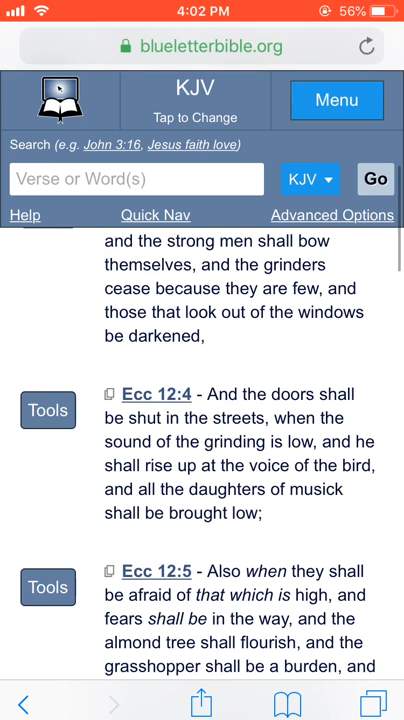 4:02 PM
56%
blueletterbible.org
KJV
Tap to Change
Menu
Search (e.g. John 3:16, Jesus faith love)
Verse or Word(s)
KJV
Go
Help
Quick Nav
Advanced Options
and the strong men shall bow
themselves, and the grinders
cease because they are few, and
those that look out of the windows
be darkened,
Tools
Ecc 12:4 - And the doors shall
be shut in the streets, when the
sound of the grinding is low, and he
shall rise up at the voice of the bird,
and all the daughters of musick
shall be brought low;
Tools
Ecc 12:5 - Also when they shall
be afraid of that which is high, and
fears shall be in the way, and the
almond tree shall flourish, and the
grasshopper shall be a burden, and